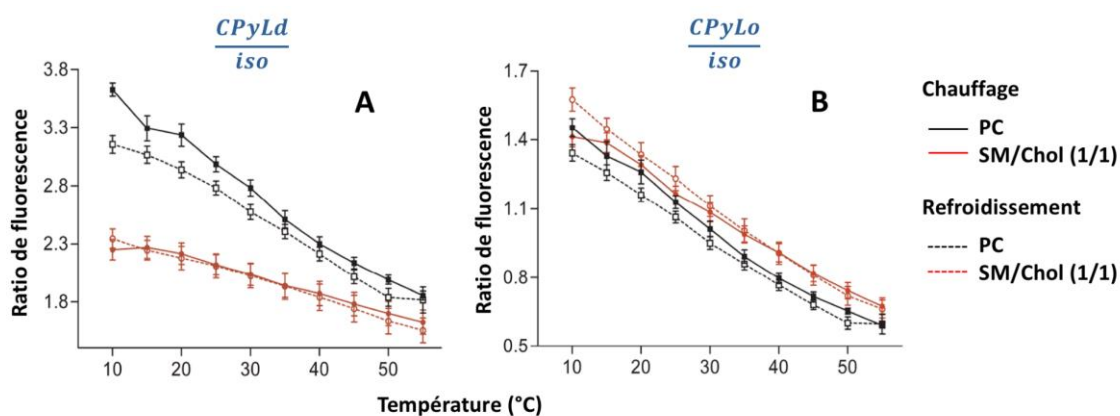 CPyLd
iso
CPyLo
iso
A
3.8
3.3
2.8
2.3
1.8
10 20 30 40 50
Ratio de fluorescence
B
1.7
1.4
1.1
0.8
0.5
10 20 30 40 50
Ratio de fluorescence
Température (°C)
Chauffage
PC
SM/Chol (1/1)
Refroidissement
PC
SM/Chol (1/1)